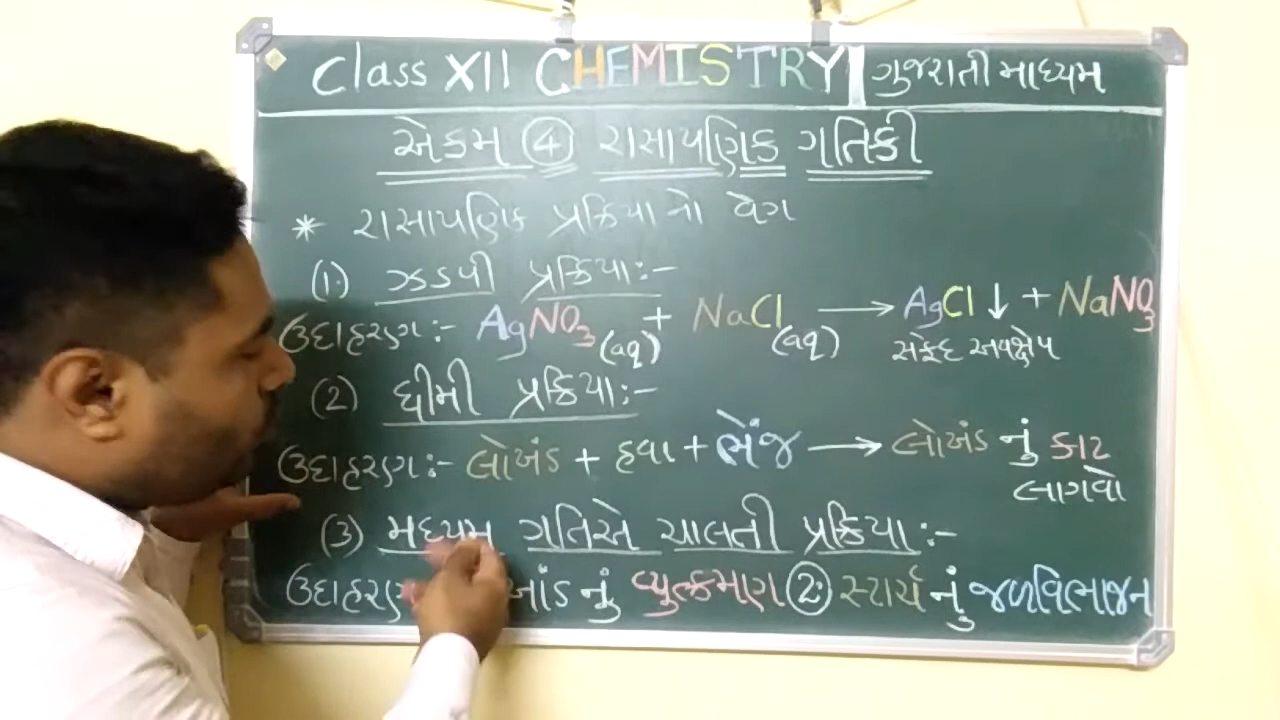 Class XII CHEMISTRY ગુજરાતી માધ્યમ
એકમ ④ રાસાયણિક ગતિકી
* રાસાયણિક પ્રક્રિયાનો વેગ
(1) ઝડપી પ્રક્રિયા:-
ઉદાહરણ:- AgNO₃ (aq) + NaCl (aq) ⟶ AgCl ↓ + NaNO₃
સફેદ અવક્ષેપ
(2) ધીમી પ્રક્રિયા:-
ઉદાહરણ:- લોખંડ + હવા + ભેંજ ⟶ લોખંડ નું કાટ
લાગવો
(3) મધ્યમ ગતિએ ચાલતી પ્રક્રિયા:-
ઉદાહરણ ખાંડ નું વ્યુત્ક્રમાણ ② સ્ટાર્ચ નું જળવિભાજન